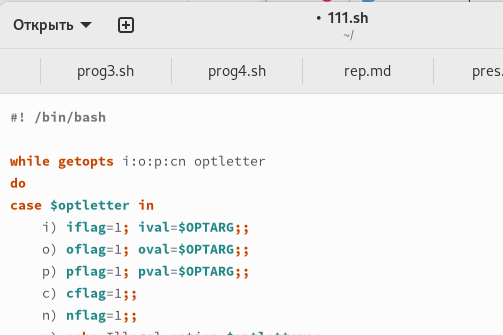 Открыть
• 111.sh
~/
prog3.sh prog4.sh rep.md pres.
#! /bin/bash
while getopts i:o:p:cn optletter
do
case $optletter in
i) iflag=1; ival=$OPTARG;;
o) oflag=1; oval=$OPTARG;;
p) pflag=1; pval=$OPTARG;;
c) cflag=1;;
n) nflag=1;;